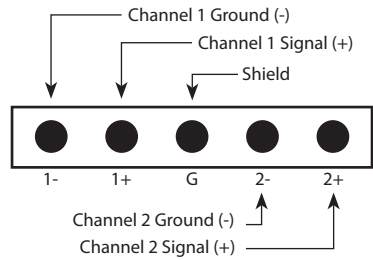 Channel 1 Ground (-)
Channel 1 Signal (+)
Shield
1- 1+ G 2- 2+
Channel 2 Ground (-)
Channel 2 Signal (+)